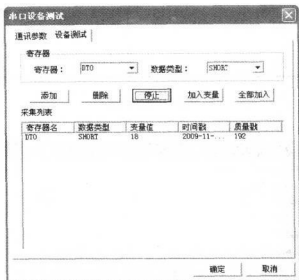 串口设备测试
通讯参数 设备测试
寄存器
寄存器： DTO 数据类型： SHORT
添加 删除 停止 加入变量 全部加入
采集列表
寄存器名 数据类型 变量值 时间戳 质量戳
DTO SHORT 18 2009-11-... 192
确定 取消